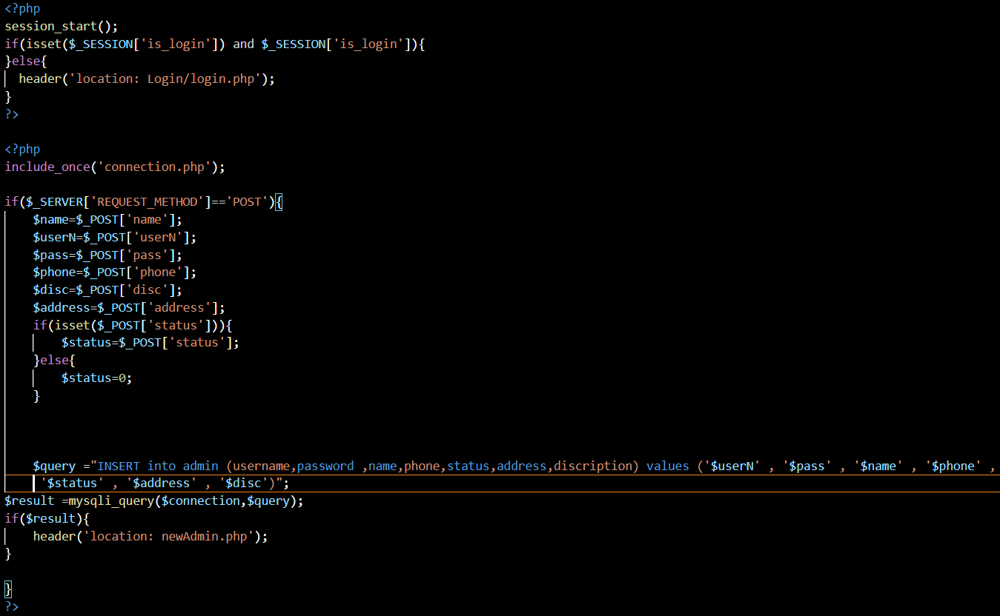 <?php
session_start();
if(isset($_SESSION['is_login']) and $_SESSION['is_login']){
}else{
  header('location: Login/login.php');
}
?>

<?php
include_once('connection.php');

if($_SERVER['REQUEST_METHOD']=='POST'){
    $name=$_POST['name'];
    $userN=$_POST['userN'];
    $pass=$_POST['pass'];
    $phone=$_POST['phone'];
    $disc=$_POST['disc'];
    $address=$_POST['address'];
    if(isset($_POST['status'])){
        $status=$_POST['status'];
    }else{
        $status=0;
    }

    $query ="INSERT into admin (username,password ,name,phone,status,address,discription) values ('$userN' , '$pass' , '$name' , '$phone' ,
     '$status' , '$address' , '$disc')";
$result =mysqli_query($connection,$query);
if($result){
    header('location: newAdmin.php');
}

}
?>